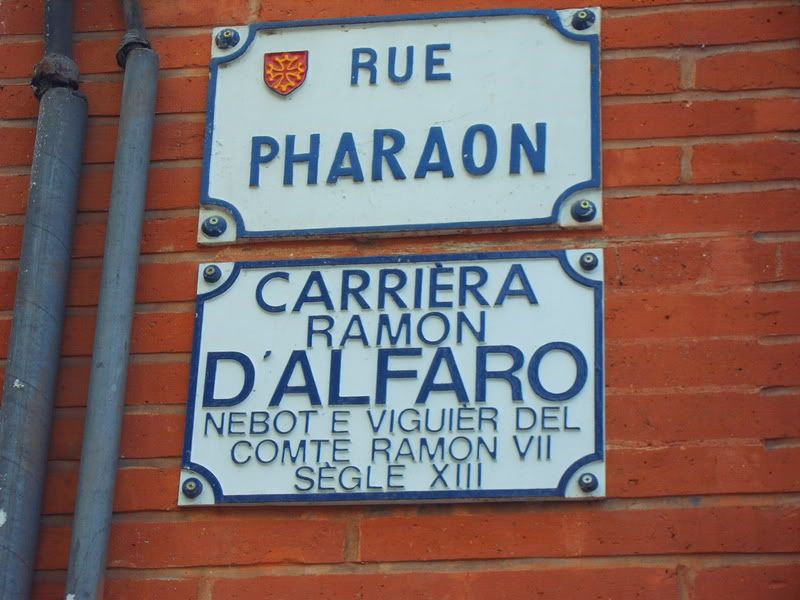 RUE
PHARAON
CARRIÈRA
RAMON
D'ALFARO
NEBOT E VIGUIÈR DEL
COMTE RAMON VII
SÈGLE XIII